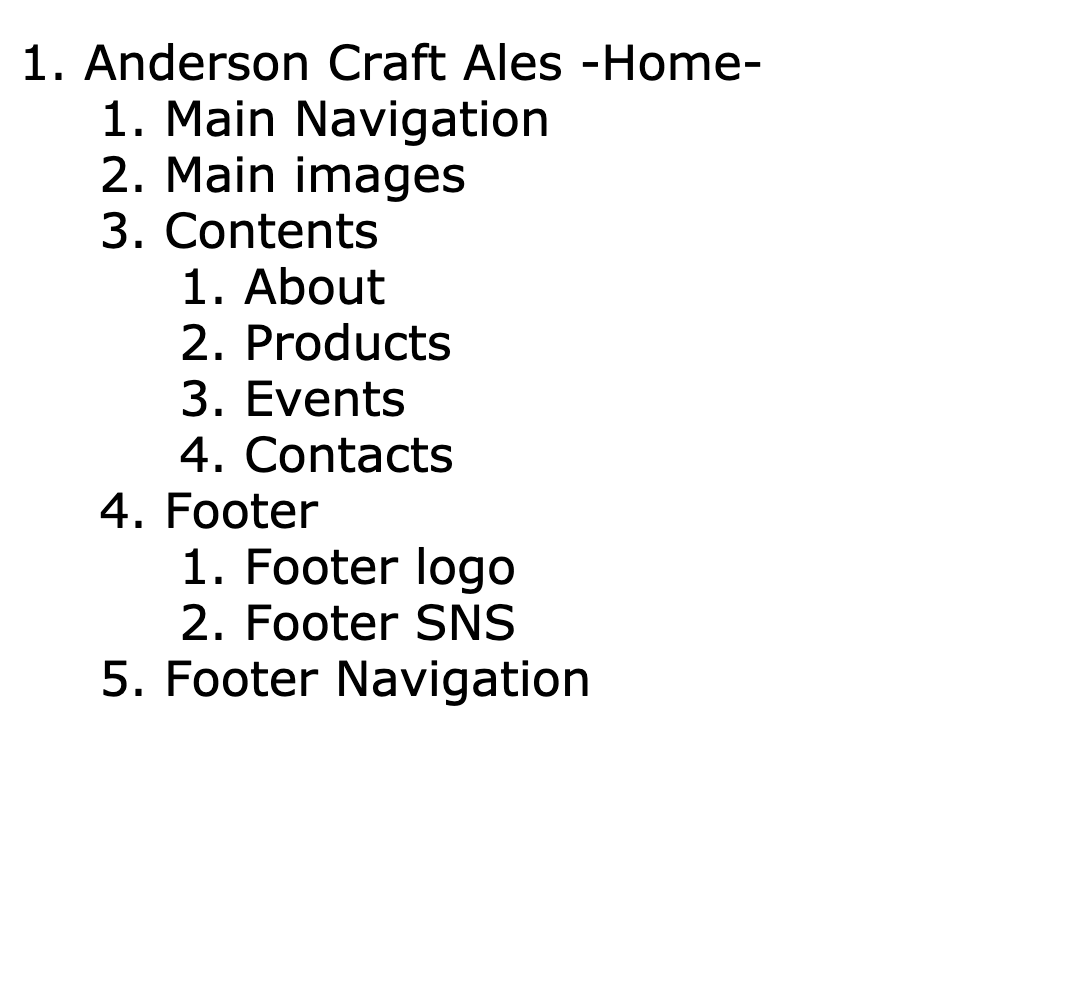 1. Anderson Craft Ales -Home-
1. Main Navigation
2. Main images
3. Contents
1. About
2. Products
3. Events
4. Contacts
4. Footer
1. Footer logo
2. Footer SNS
5. Footer Navigation